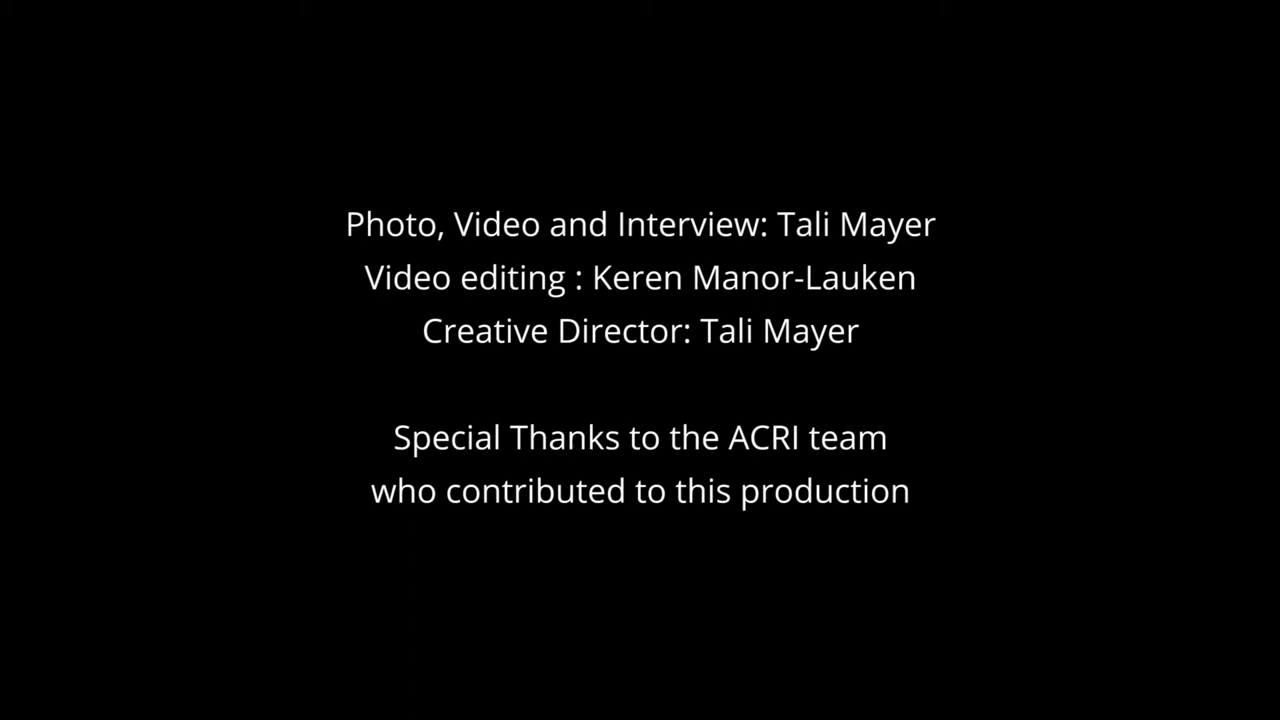 Photo, Video and Interview: Tali Mayer
Video editing : Keren Manor-Lauken
Creative Director: Tali Mayer
Special Thanks to the ACRI team
who contributed to this production